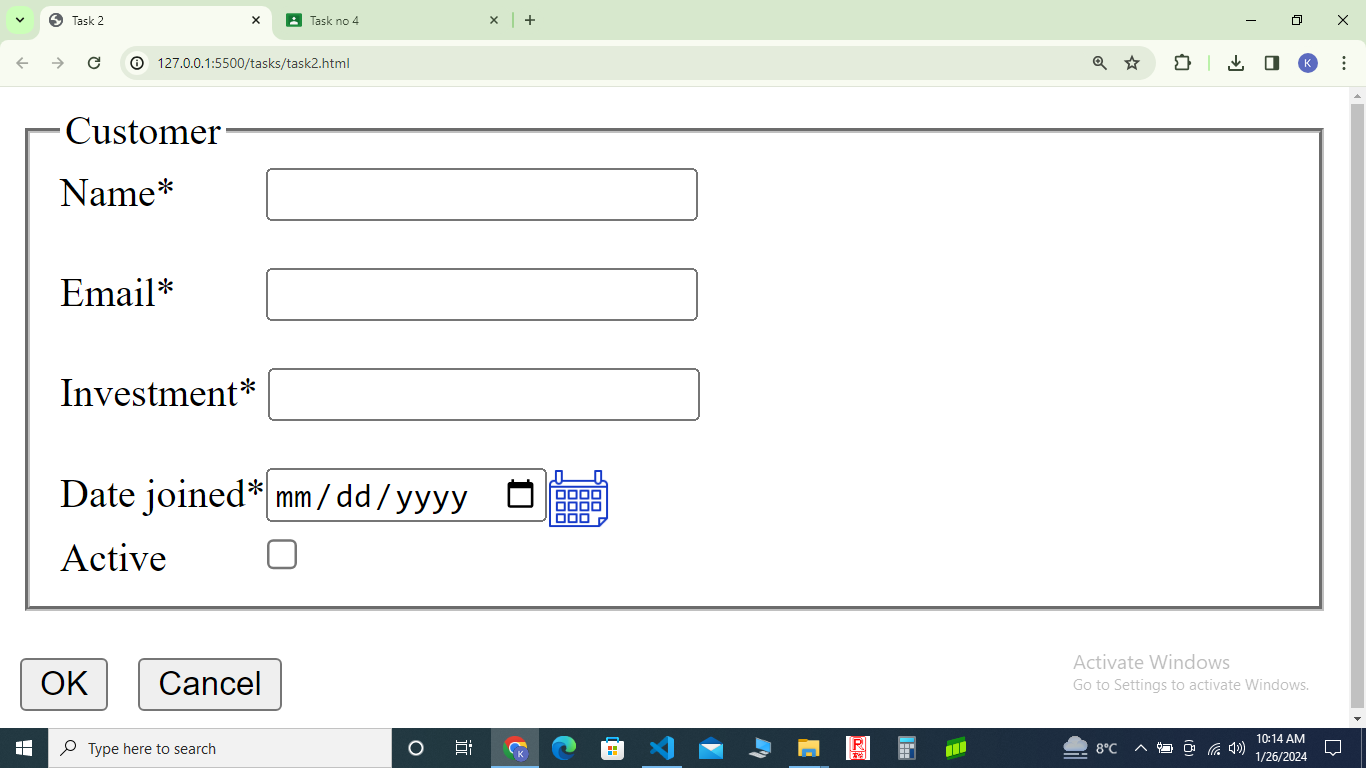 Task 2
Task no 4
127.0.0.1:5500/tasks/task2.html
K
Customer
Name*
Email*
Investment*
Date joined* mm/dd/yyyy
Active
OK Cancel
Activate Windows
Go to Settings to activate Windows.
Type here to search
K
8°C
10:14 AM
1/26/2024